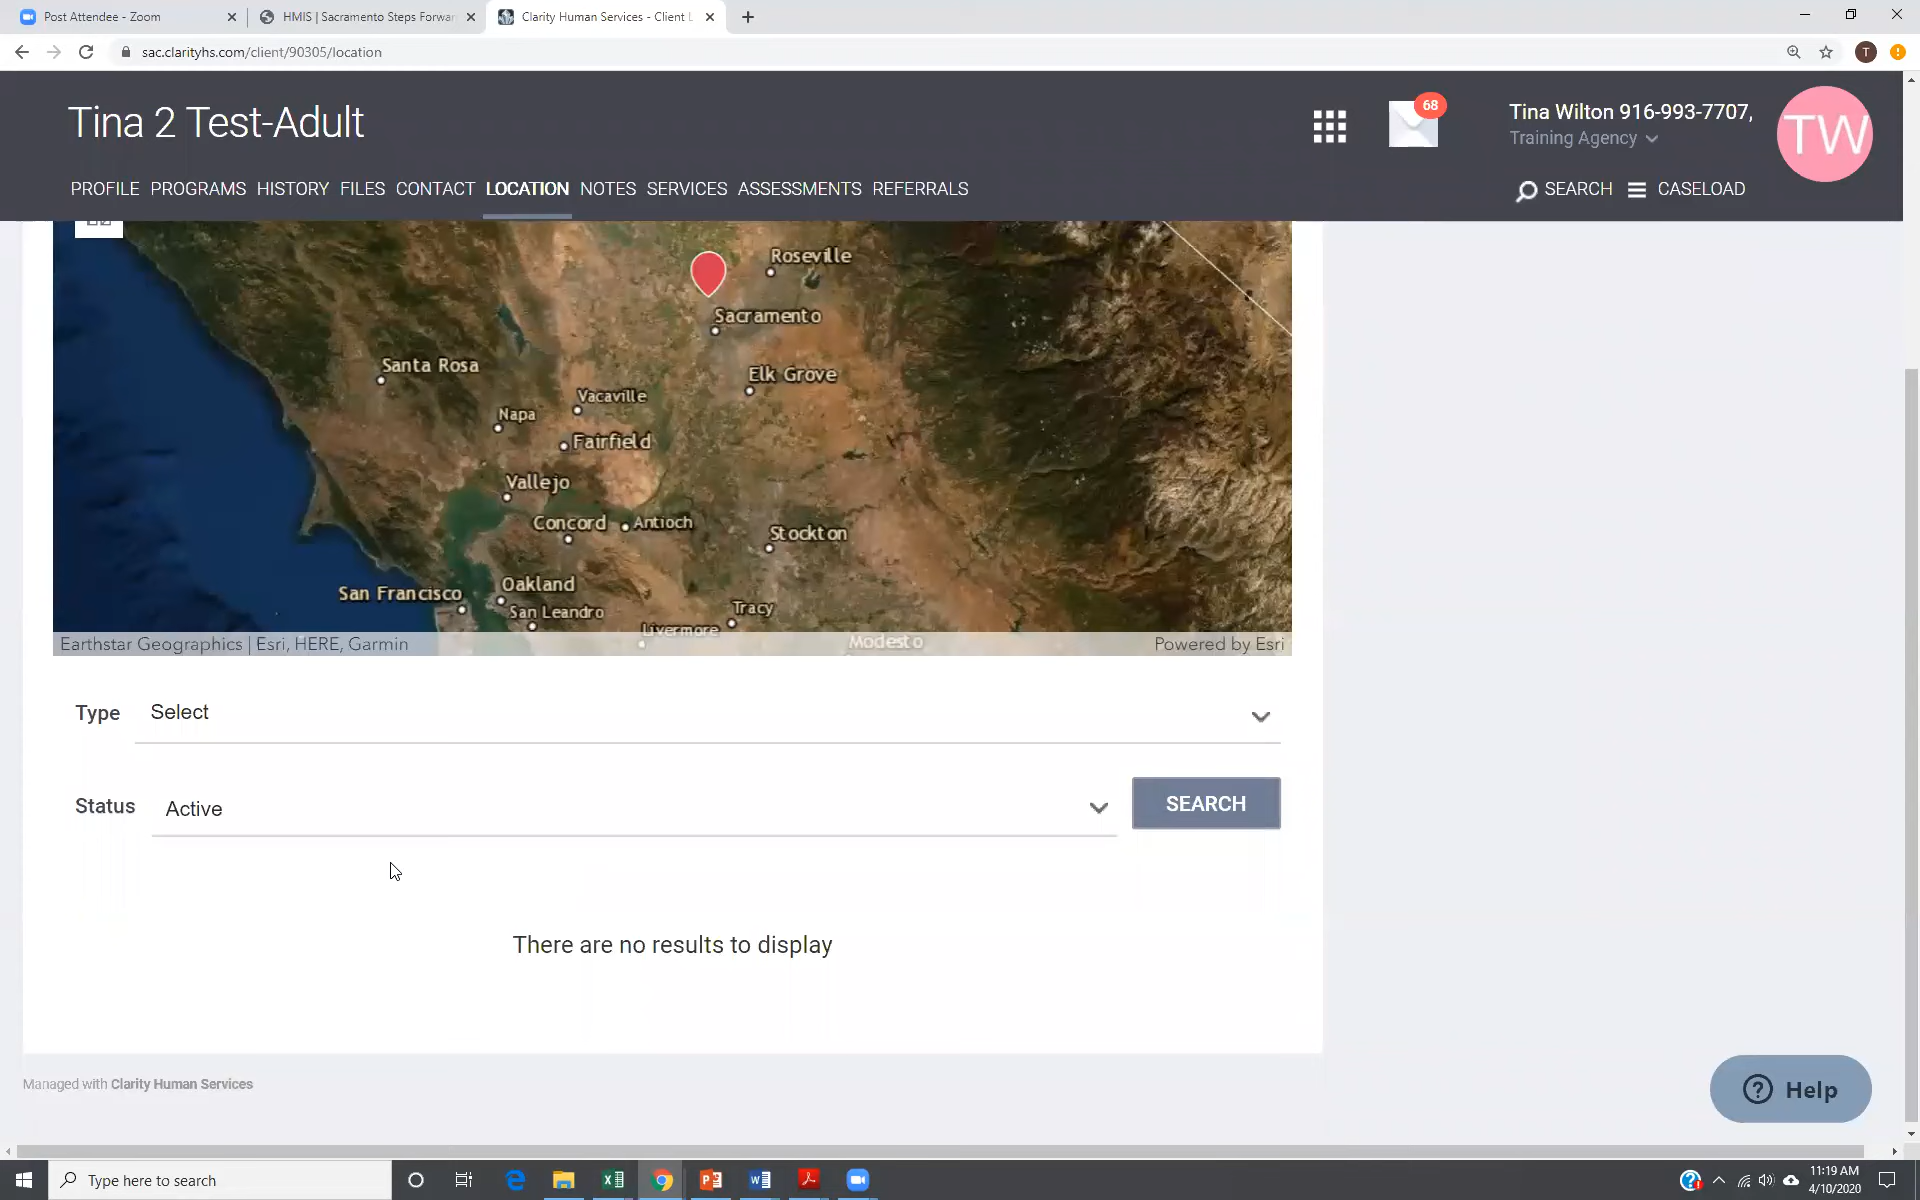 Post Attendee - Zoom
HMIS | Sacramento Steps Forwar
Clarity Human Services - Client L
sac.clarityhs.com/client/90305/location
T
Tina 2 Test-Adult
68
Tina Wilton 916-993-7707,
Training Agency
TW
PROFILE PROGRAMS HISTORY FILES CONTACT LOCATION NOTES SERVICES ASSESSMENTS REFERRALS
SEARCH CASELOAD
Roseville
Sacramento
Santa Rosa
Elk Grove
Vacaville
Napa
Fairfield
Vallejo
Concord
Antioch
Stockton
Oakland
San Francisco
San Leandro
Tracy
Livermore
Modesto
Earthstar Geographics | Esri, HERE, Garmin
Powered by Esri
Type Select
Status Active
SEARCH
There are no results to display
Managed with Clarity Human Services
Help
Type here to search
11:19 AM
4/10/2020